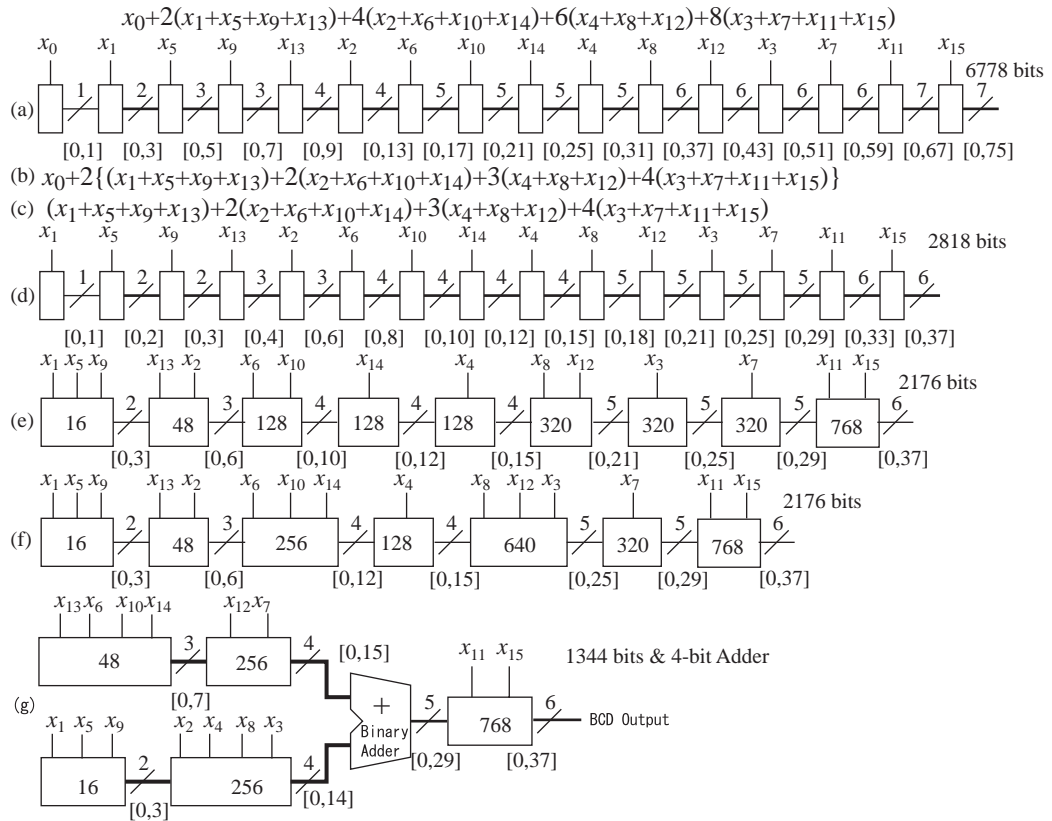 x0+2(x1+x5+x9+x13)+4(x2+x6+x10+x14)+6(x4+x8+x12)+8(x3+x7+x11+x15)
x0 x1 x5 x9 x13 x2 x6 x10 x14 x4 x8 x12 x3 x7 x11 x15
6778 bits
(a) 1 2 3 3 4 4 5 5 5 5 6 6 6 6 7 7
[0,1] [0,3] [0,5] [0,7] [0,9] [0,13] [0,17] [0,21] [0,25] [0,31] [0,37] [0,43] [0,51] [0,59] [0,67] [0,75]
(b) x0+2{(x1+x5+x9+x13)+2(x2+x6+x10+x14)+3(x4+x8+x12)+4(x3+x7+x11+x15)}
(c) (x1+x5+x9+x13)+2(x2+x6+x10+x14)+3(x4+x8+x12)+4(x3+x7+x11+x15)
x1 x5 x9 x13 x2 x6 x10 x14 x4 x8 x12 x3 x7 x11 x15
2818 bits
(d) 1 2 2 3 3 4 4 4 4 5 5 5 5 6 6
[0,1] [0,2] [0,3] [0,4] [0,6] [0,8] [0,10] [0,12] [0,15] [0,18] [0,21] [0,25] [0,29] [0,33] [0,37]
x1 x5 x9 x13 x2 x6 x10 x14 x4 x8 x12 x3 x7 x11 x15
2176 bits
(e) 16 2 48 3 128 4 128 4 128 4 320 5 320 5 320 5 768 6
[0,3] [0,6] [0,10] [0,12] [0,15] [0,21] [0,25] [0,29] [0,37]
x1 x5 x9 x13 x2 x6 x10 x14 x4 x8 x12 x3 x7 x11 x15
2176 bits
(f) 16 2 48 3 256 4 128 4 640 5 320 5 768 6
[0,3] [0,6] [0,12] [0,15] [0,25] [0,29] [0,37]
x13 x6 x10 x14 x12 x7
48 3 256 4 [0,15]
[0,7]
x11 x15
1344 bits & 4-bit Adder
(g)
+
Binary
Adder
5 768 6 BCD Output
[0,29] [0,37]
x1 x5 x9 x2 x4 x8 x3
16 2 256 4
[0,3] [0,14]